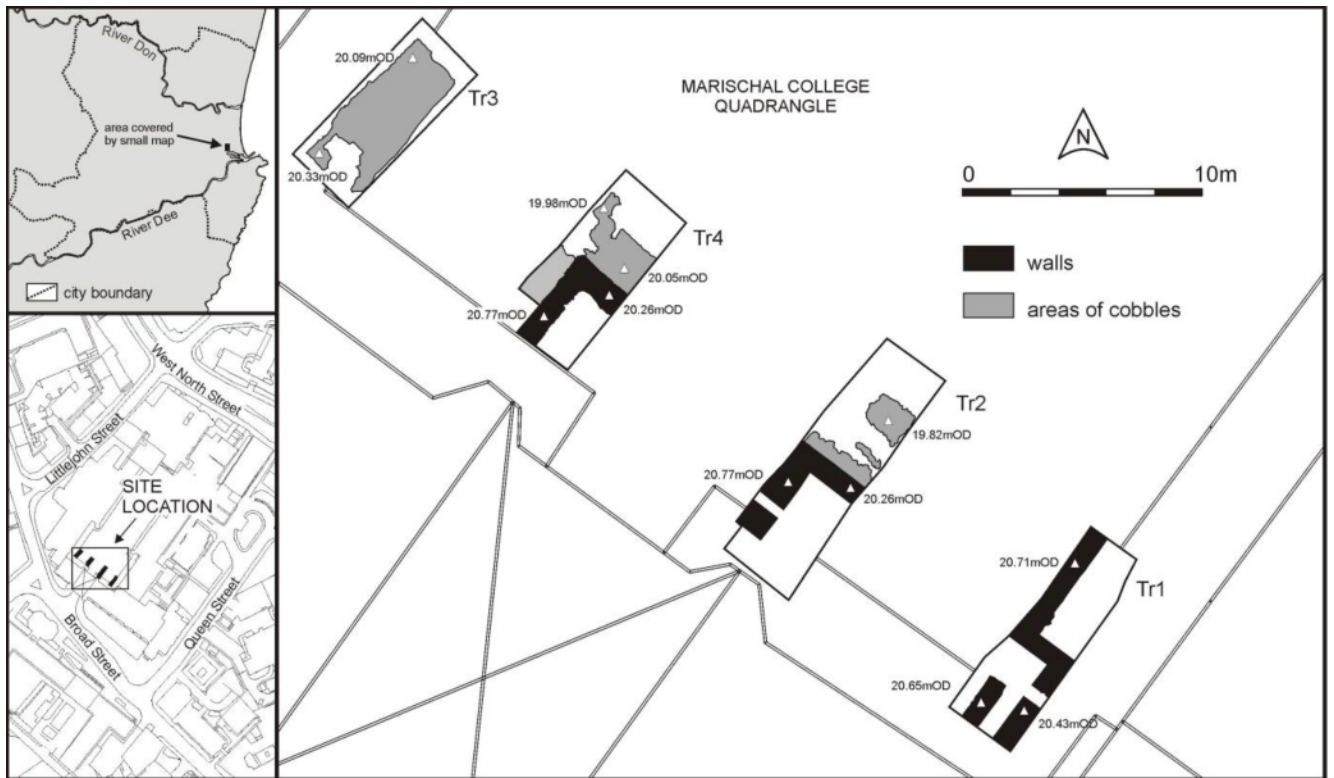 River Don
area covered
by small map
River Dee
city boundary
West North Street
Littlejohn Street
SITE
LOCATION
Broad Street
Queen Street
MARISCHAL COLLEGE
QUADRANGLE
N
0 10m
walls
areas of cobbles
20.09mOD
Tr3
20.33mOD
19.98mOD
Tr4
20.05mOD
20.26mOD
20.77mOD
Tr2
19.82mOD
20.77mOD
20.26mOD
20.71mOD
Tr1
20.65mOD
20.43mOD